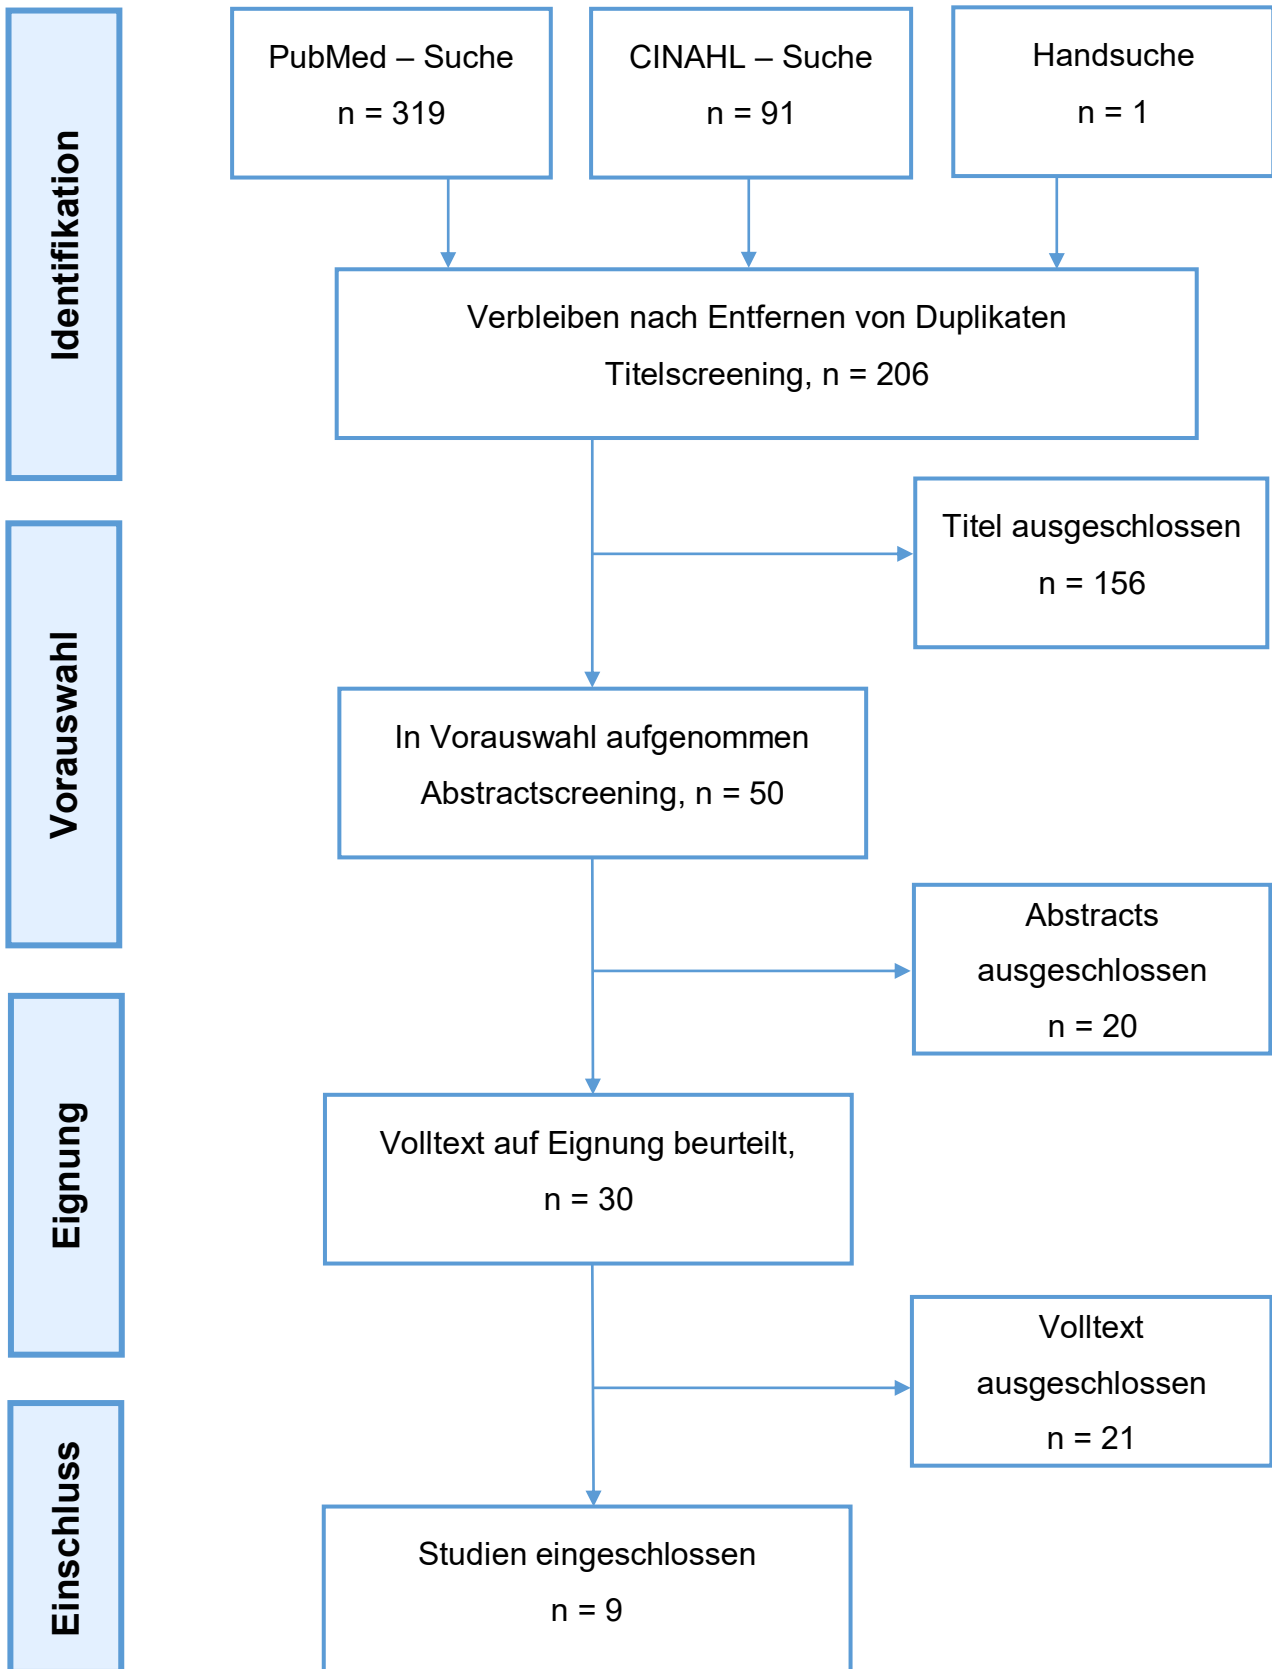 Identifikation
PubMed – Suche
n = 319
CINAHL – Suche
n = 91
Handsuche
n = 1
Verbleiben nach Entfernen von Duplikaten
Titelscreening, n = 206
Vorauswahl
Titel ausgeschlossen
n = 156
In Vorauswahl aufgenommen
Abstractscreening, n = 50
Abstracts
ausgeschlossen
n = 20
Eignung
Volltext auf Eignung beurteilt,
n = 30
Volltext
ausgeschlossen
n = 21
Einschluss
Studien eingeschlossen
n = 9